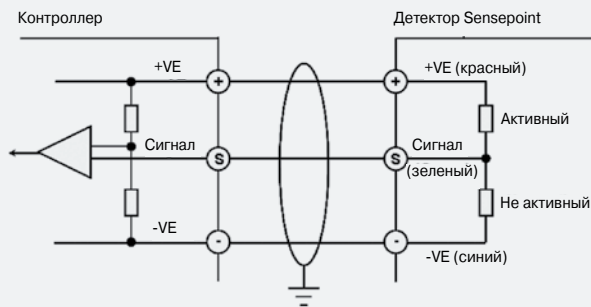 Контроллер
Детектор Sensepoint
+VE
+VE (красный)
+
+
Активный
Сигнал
S
S
Сигнал
(зеленый)
Не активный
-VE
-
-
-VE (синий)